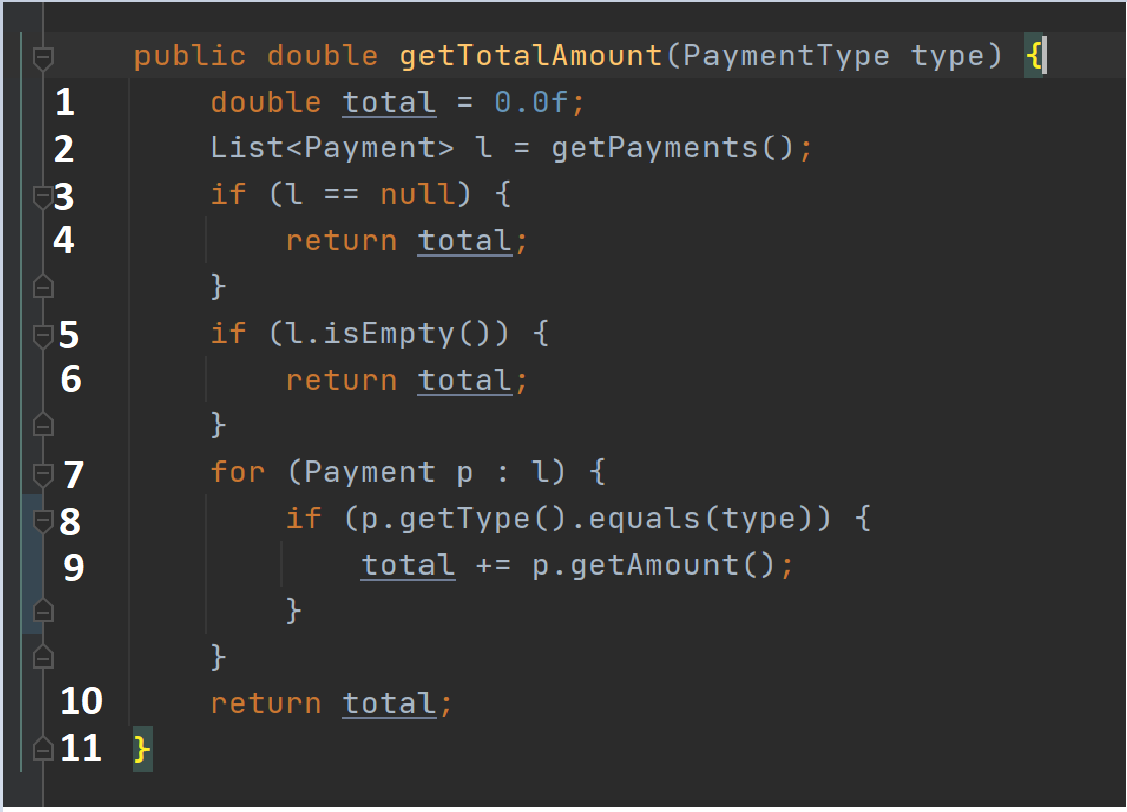 public double getTotalAmount(PaymentType type) {
1 double total = 0.0f;
2 List<Payment> l = getPayments();
3 if (l == null) {
4 return total;
}
5 if (l.isEmpty()) {
6 return total;
}
7 for (Payment p : l) {
8 if (p.getType().equals(type)) {
9 total += p.getAmount();
}
}
10 return total;
11 }